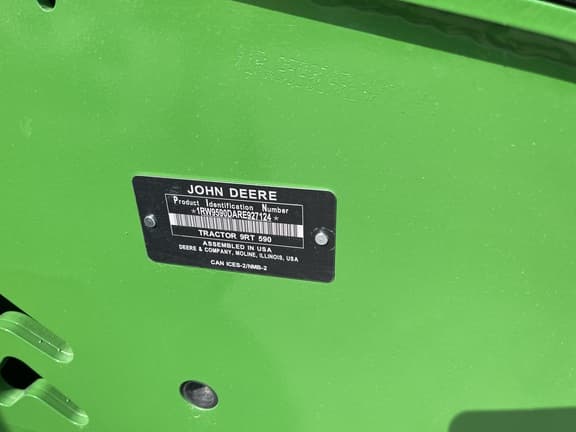 JOHN DEERE
Product Identification Number
*1RW9590DARE927124*
TRACTOR 9RT 590
ASSEMBLED IN USA
DEERE & COMPANY, MOLINE, ILLINOIS, USA
CAN ICES-2/NMB-2